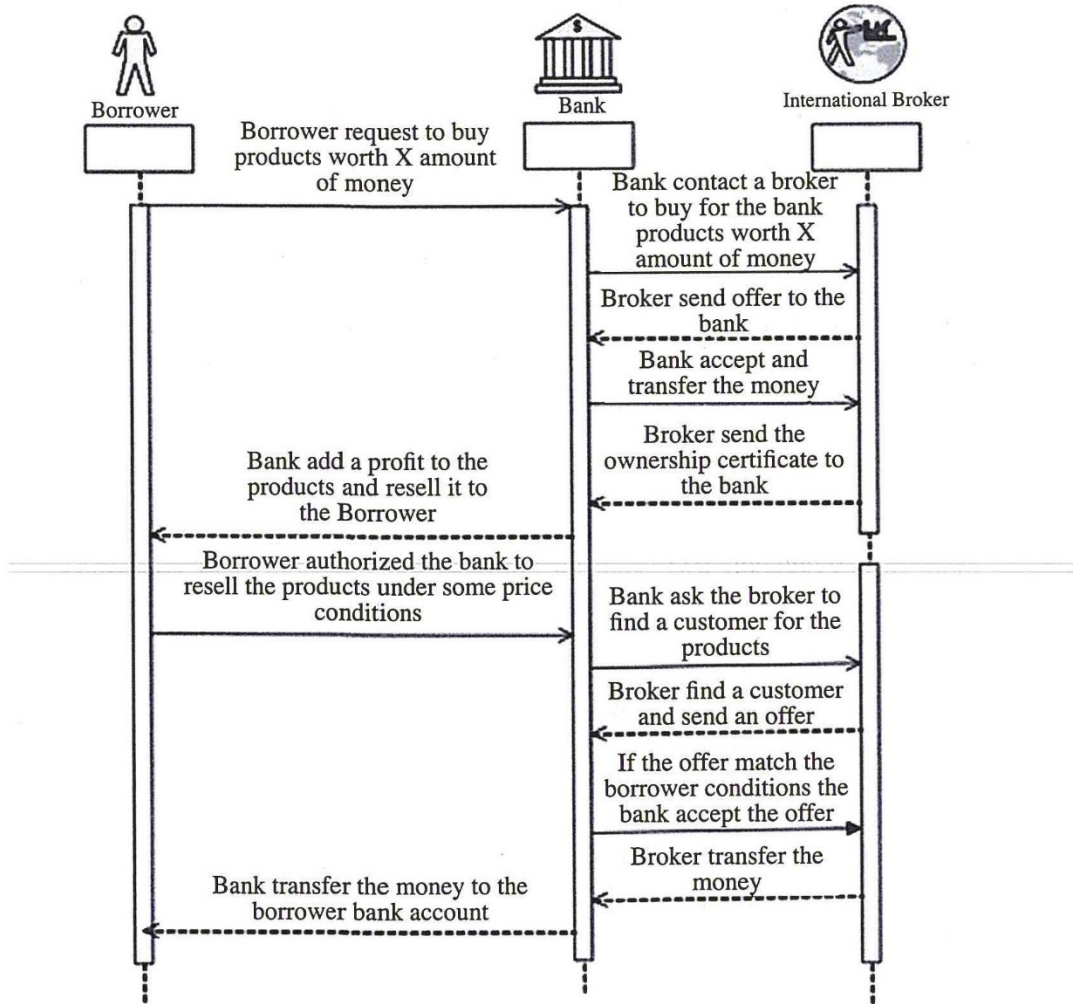 $
Borrower
Bank
International Broker
Borrower request to buy
products worth X amount
of money
Bank contact a broker
to buy for the bank
products worth X
amount of money
Broker send offer to the
bank
Bank accept and
transfer the money
Broker send the
ownership certificate to
the bank
Bank add a profit to the
products and resell it to
the Borrower
Borrower authorized the bank to
resell the products under some price
conditions
Bank ask the broker to
find a customer for the
products
Broker find a customer
and send an offer
If the offer match the
borrower conditions the
bank accept the offer
Broker transfer the
money
Bank transfer the money to the
borrower bank account